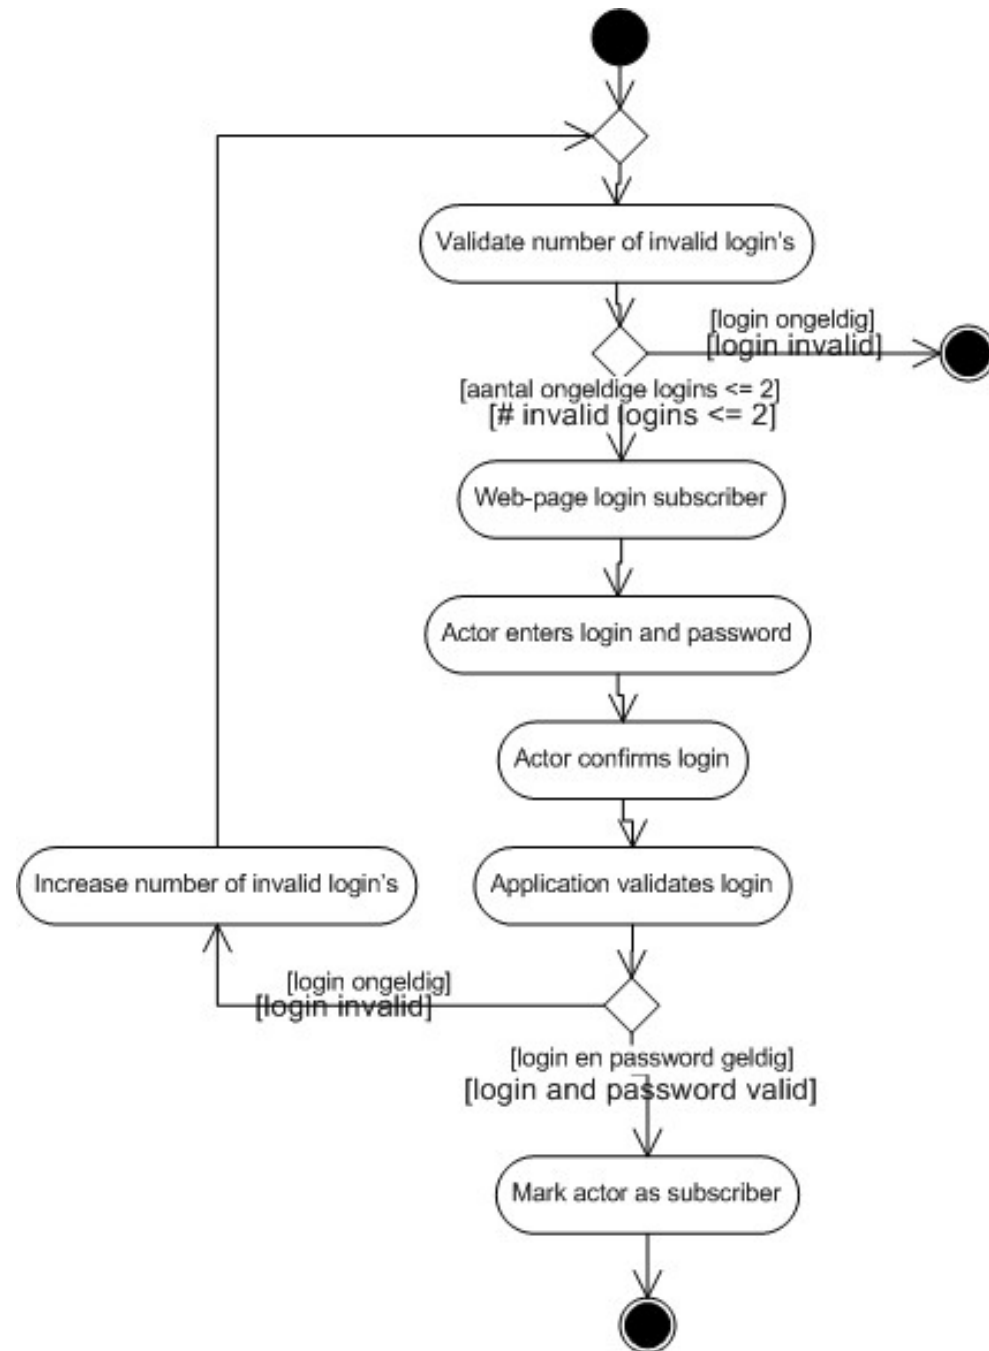 Validate number of invalid login's
[login ongeldig]
[login invalid]
[aantal ongeldige logins <= 2]
[# invalid logins <= 2]
Web-page login subscriber
Actor enters login and password
Actor confirms login
Increase number of invalid login's
Application validates login
[login ongeldig]
[login invalid]
[login en password geldig]
[login and password valid]
Mark actor as subscriber